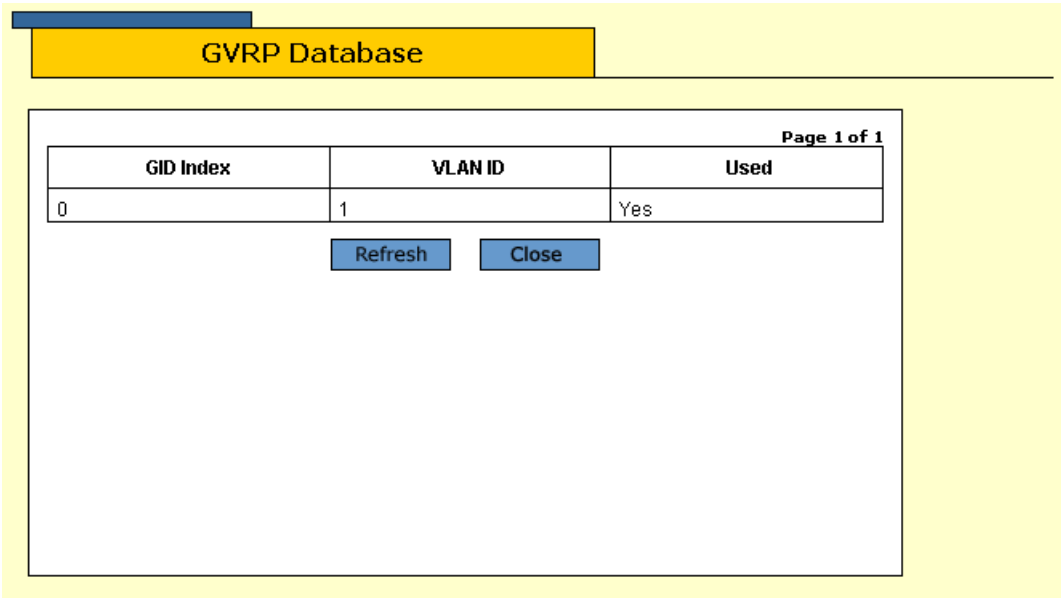 GVRP Database
Page 1 of 1
GID Index VLAN ID Used
0 1 Yes
Refresh Close